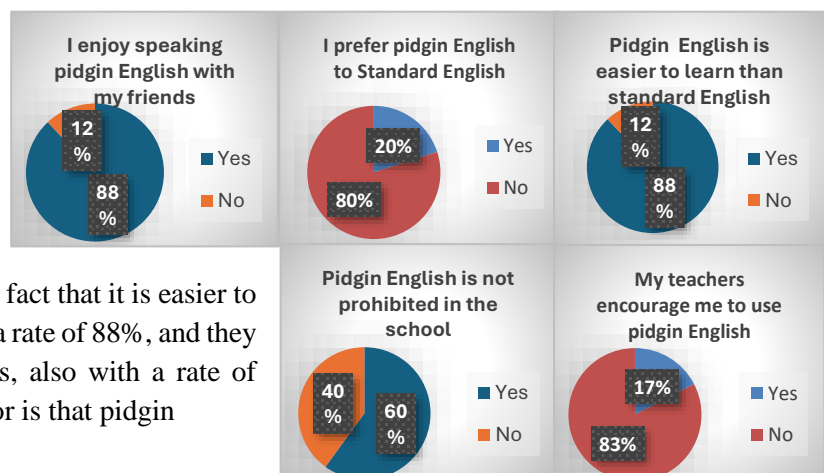 I enjoy speaking
pidgin English with
my friends
12
%
88
%
Yes
No
I prefer pidgin English
to Standard English
20%
80%
Yes
No
Pidgin English is
easier to learn than
standard English
12
%
88
%
Yes
No
fact that it is easier to
a rate of 88%, and they
s, also with a rate of
or is that pidgin
Pidgin English is not
prohibited in the
school
40
%
60
%
Yes
No
My teachers
encourage me to use
pidgin English
17%
83%
Yes
No